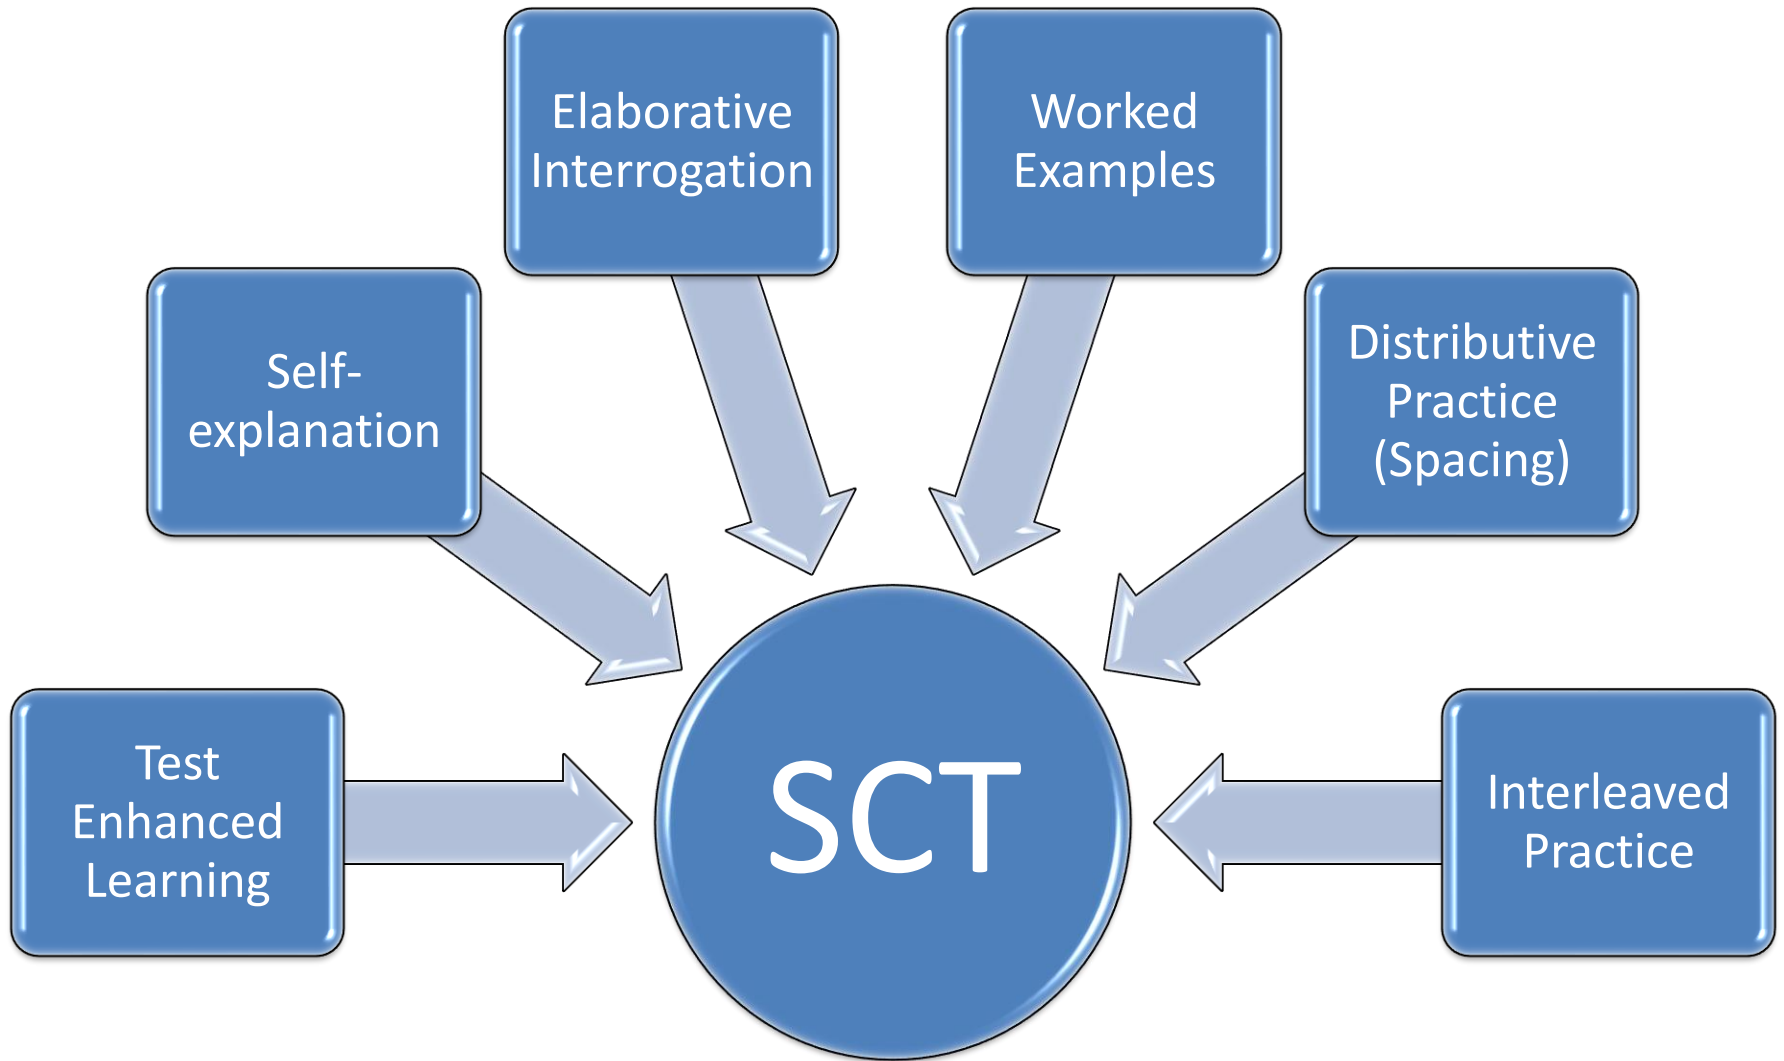 Elaborative
Interrogation
Worked
Examples
Self-
explanation
Distributive
Practice
(Spacing)
Test
Enhanced
Learning
SCT
Interleaved
Practice